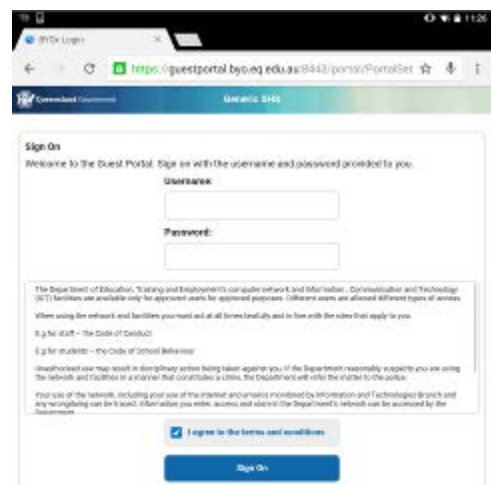 11:26
BYOx Login
https://guestportal.byo.eq.edu.au:8443/portal/PortalSet
Queensland Government
Generic SHS
Sign On
Welcome to the Guest Portal. Sign on with the username and password provided to you.
Username:
Password:
The Department of Education, Training and Employment's computer network and Information, Communication and Technology
(ICT) facilities are available only for approved users for approved purposes. Different users are allowed different types of access.
When using the network and facilities you must act at all times lawfully and in line with the rules that apply to you.
E.g for staff – the Code of Conduct
E.g for students – the Code of School Behaviour
Unauthorised use may result in disciplinary action being taken against you. If the Department reasonably suspects you are using
the network and facilities in a manner that constitutes a crime, the Department will refer the matter to the police.
Your use of the network, including your use of the internet and email is monitored by Information and Technologies Branch and
any wrongdoing can be traced. Information you enter, access and store in the Department's network can be accessed by the
Department
I agree to the terms and conditions
Sign On